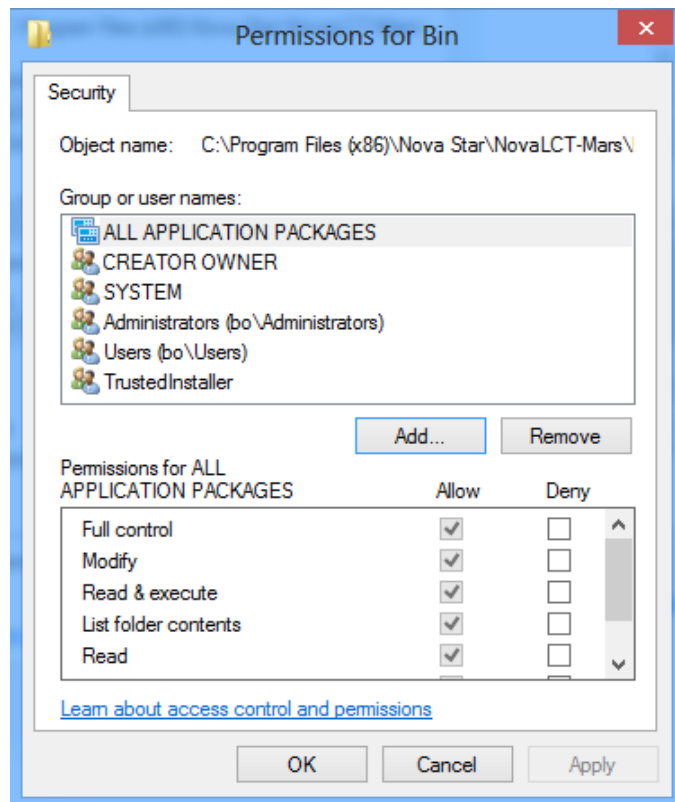 Permissions for Bin
Security
Object name: C:\Program Files (x86)\Nova Star\NovaLCT-Mars\
Group or user names:
ALL APPLICATION PACKAGES
CREATOR OWNER
SYSTEM
Administrators (bo\Administrators)
Users (bo\Users)
TrustedInstaller
Add... Remove
Permissions for ALL
APPLICATION PACKAGES Allow Deny
Full control
Modify
Read & execute
List folder contents
Read
Learn about access control and permissions
OK Cancel Apply